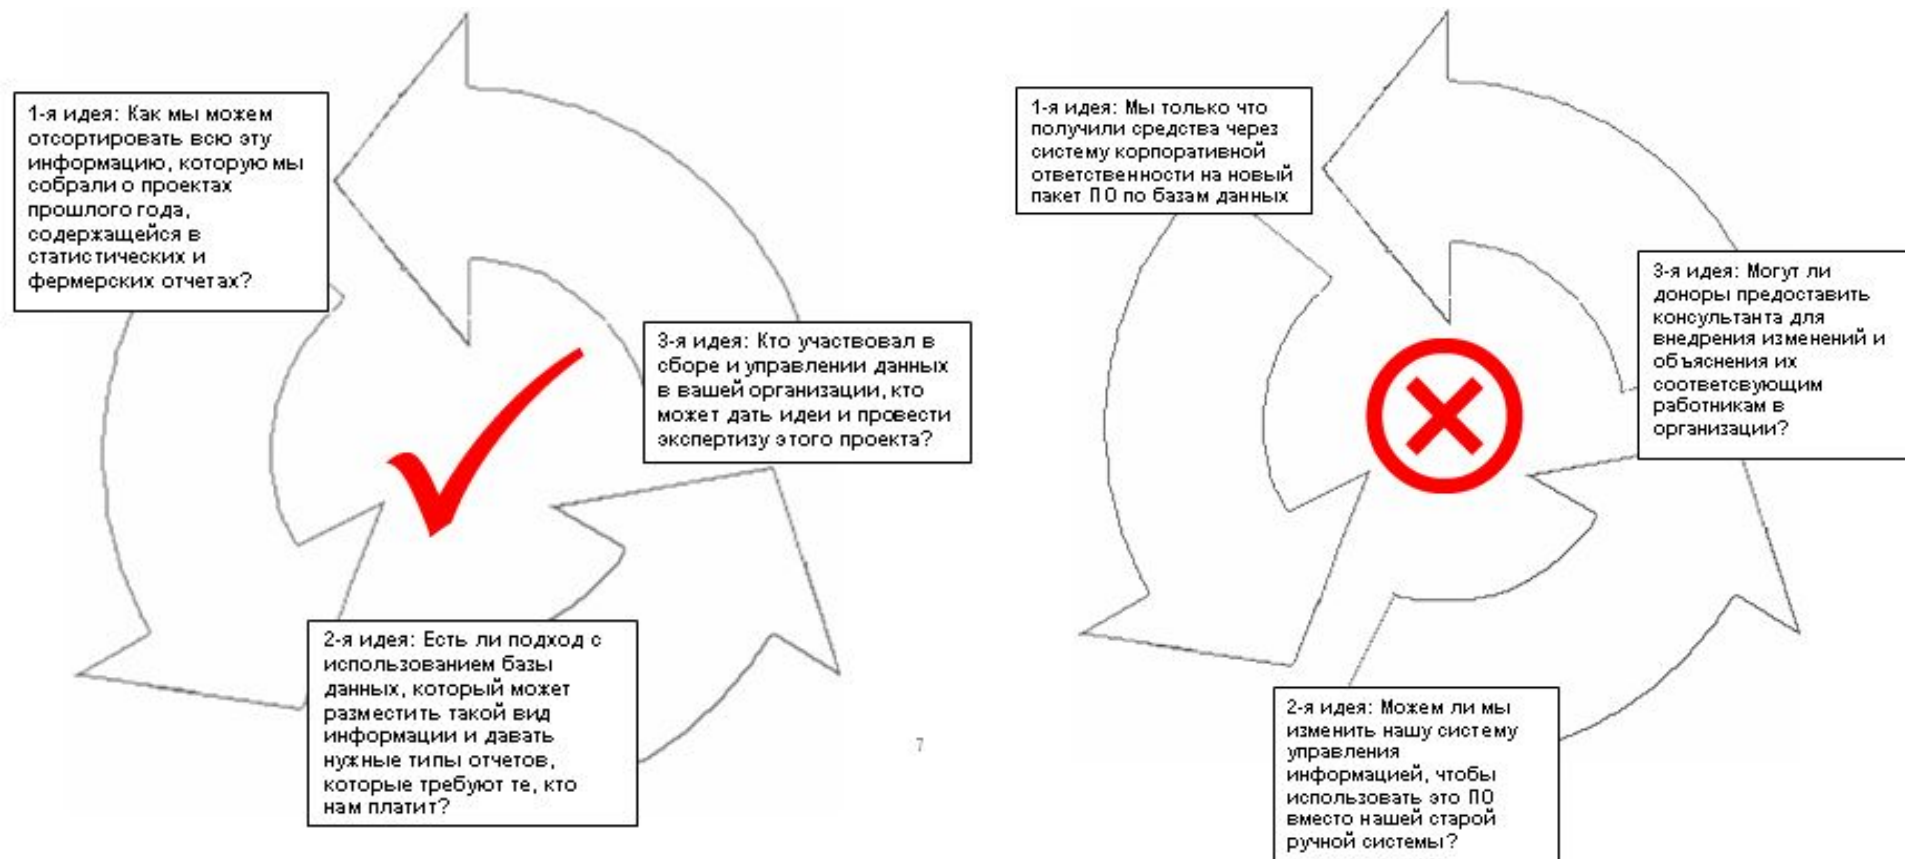 1-я идея: Как мы можем
отсортировать всю эту
информацию, которую мы
собрали о проектах
прошлого года,
содержащейся в
статистических и
фермерских отчетах?
3-я идея: Кто участвовал в
сборе и управлении данных
в вашей организации, кто
может дать идеи и провести
экспертизу этого проекта?
2-я идея: Есть ли подход с
использованием базы
данных, который может
разместить такой вид
информации и давать
нужные типы отчетов,
которые требуют те, кто
нам платит?
7
1-я идея: Мы только что
получили средства через
систему корпоративной
ответственности на новый
пакет ПО по базам данных
3-я идея: Могут ли
доноры предоставить
консультанта для
внедрения изменений и
объяснения их
соответсвующим
работникам в
организации?
2-я идея: Можем ли мы
изменить нашу систему
управления
информацией, чтобы
использовать это ПО
вместо нашей старой
ручной системы?